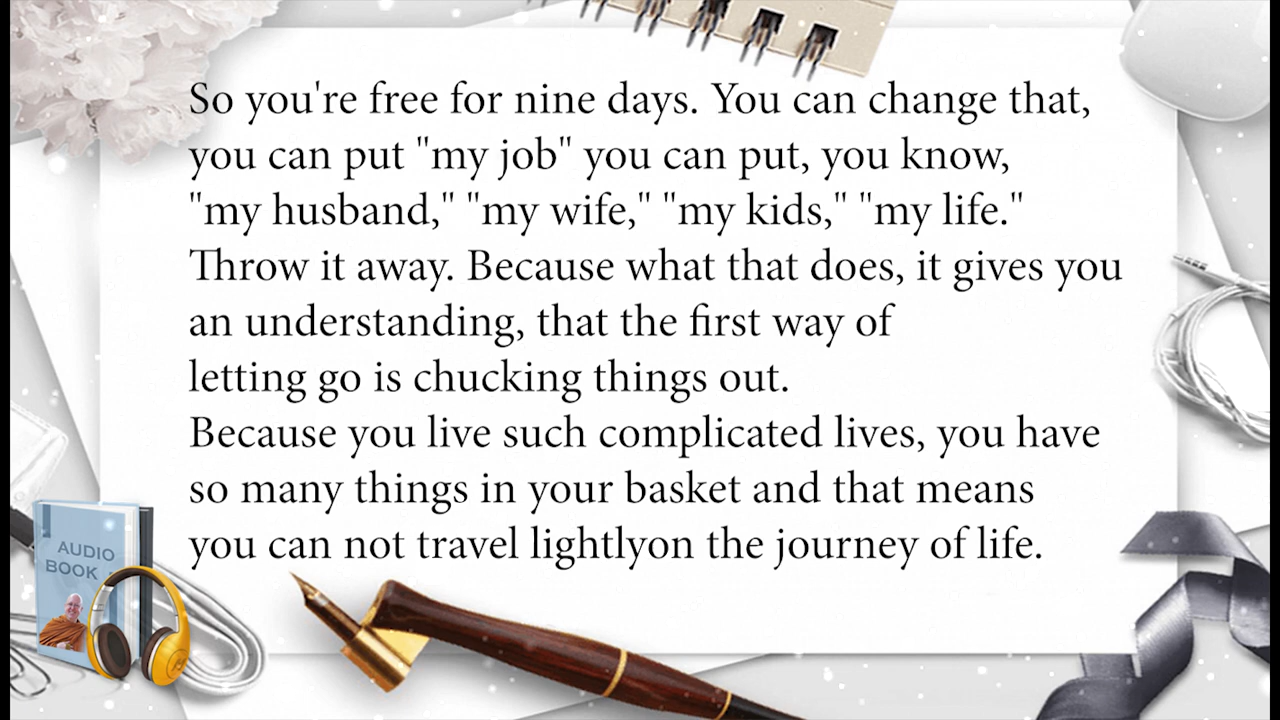 So you're free for nine days. You can change that,
you can put "my job" you can put, you know,
"my husband," "my wife," "my kids," "my life."
Throw it away. Because what that does, it gives you
an understanding, that the first way of
letting go is chucking things out.
Because you live such complicated lives, you have
so many things in your basket and that means
you can not travel lightlyon the journey of life.
AUDIO
BOOK